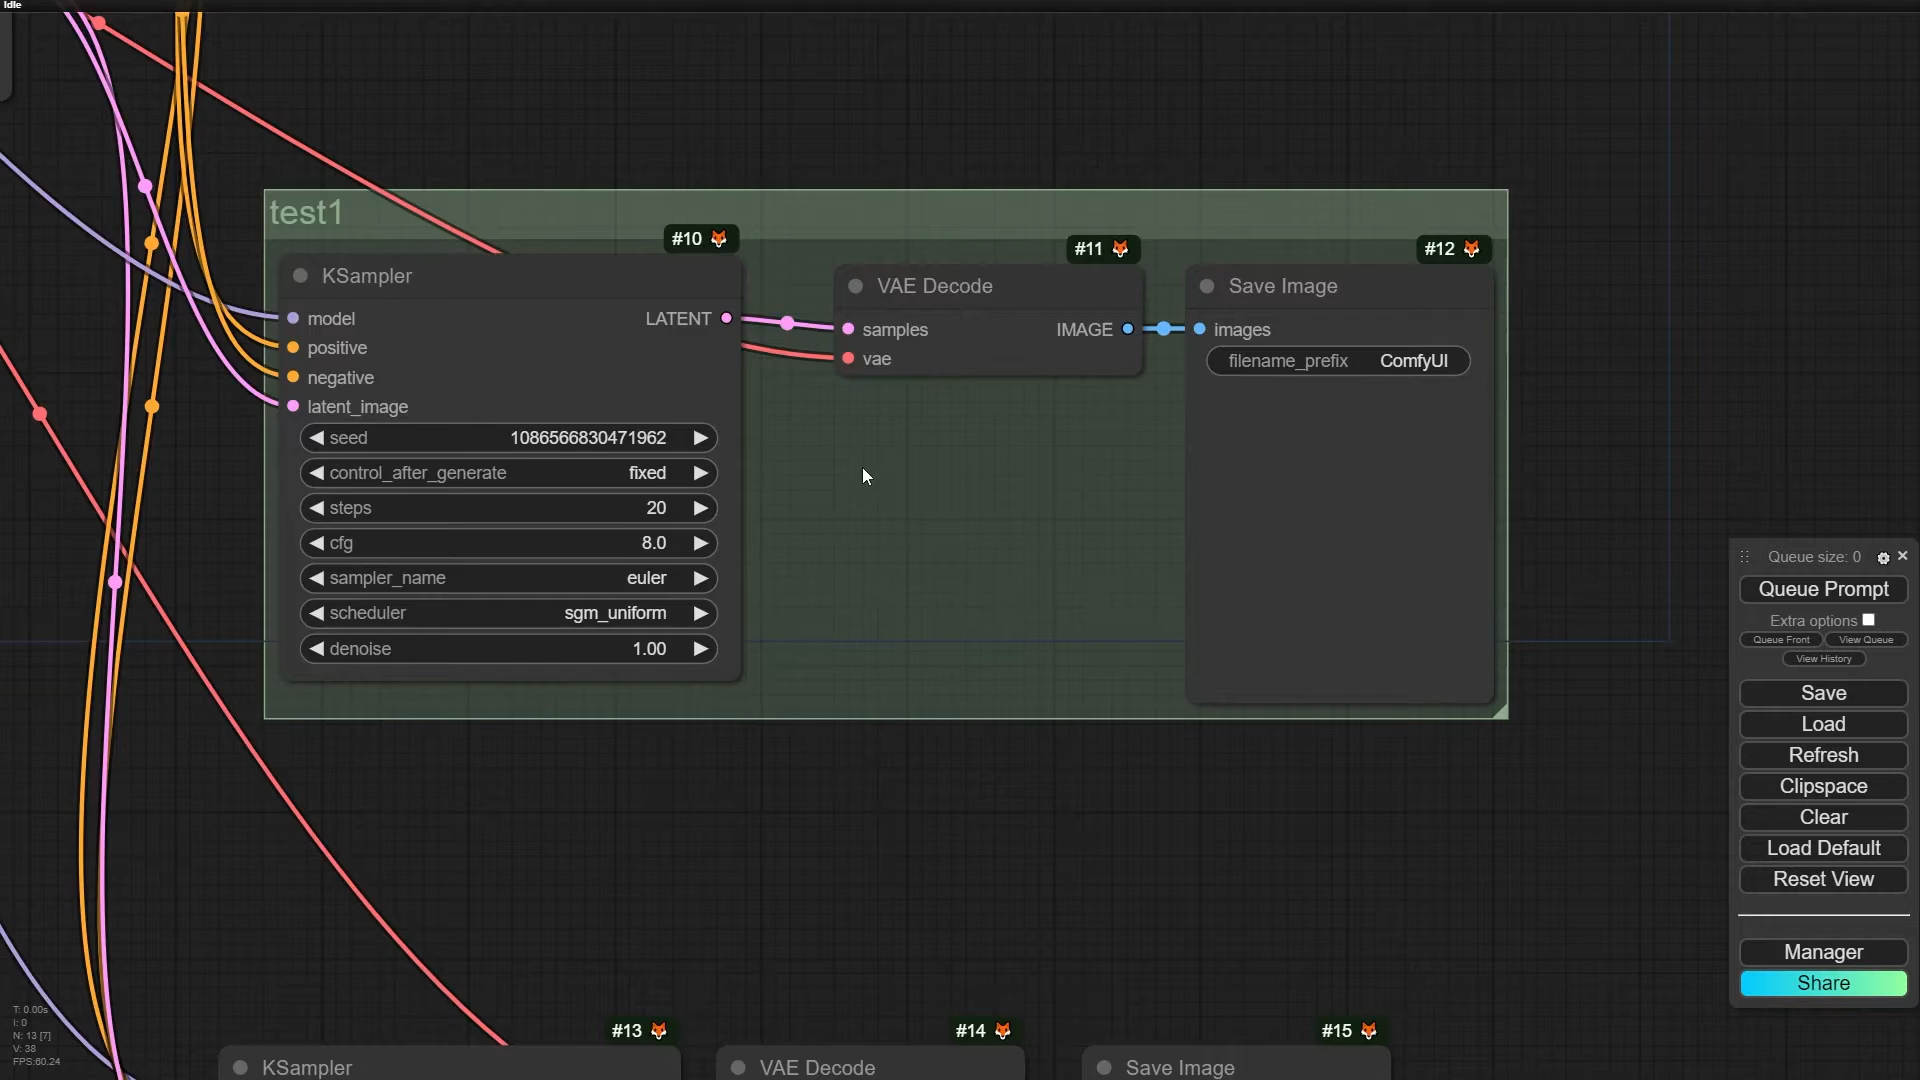 Idle
test1
#10
#11
#12
KSampler
VAE Decode
Save Image
model
LATENT
samples
IMAGE
images
positive
vae
filename_prefix ComfyUI
negative
latent_image
seed 1086566830471962
control_after_generate fixed
steps 20
cfg 8.0
sampler_name euler
scheduler sgm_uniform
denoise 1.00
Queue size: 0
Queue Prompt
Extra options
Queue Front
View Queue
View History
Save
Load
Refresh
Clipspace
Clear
Load Default
Reset View
Manager
Share
T: 0.00s
I: 0
N: 13 [7]
V: 38
FPS:60.24
#13
#14
#15
KSampler
VAE Decode
Save Image